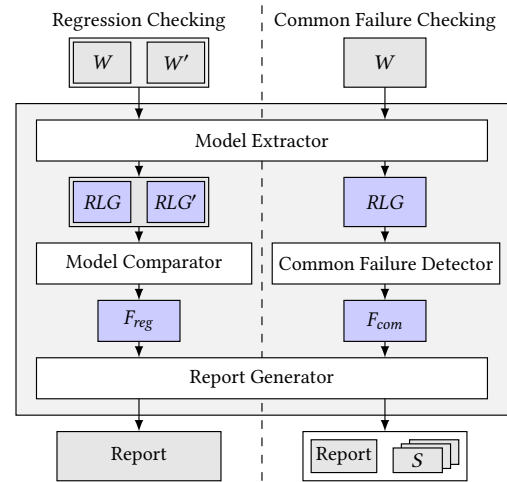 Regression Checking Common Failure Checking
W W′ W
Model Extractor
RLG RLG′ RLG
Model Comparator Common Failure Detector
F_reg F_com
Report Generator
Report Report S